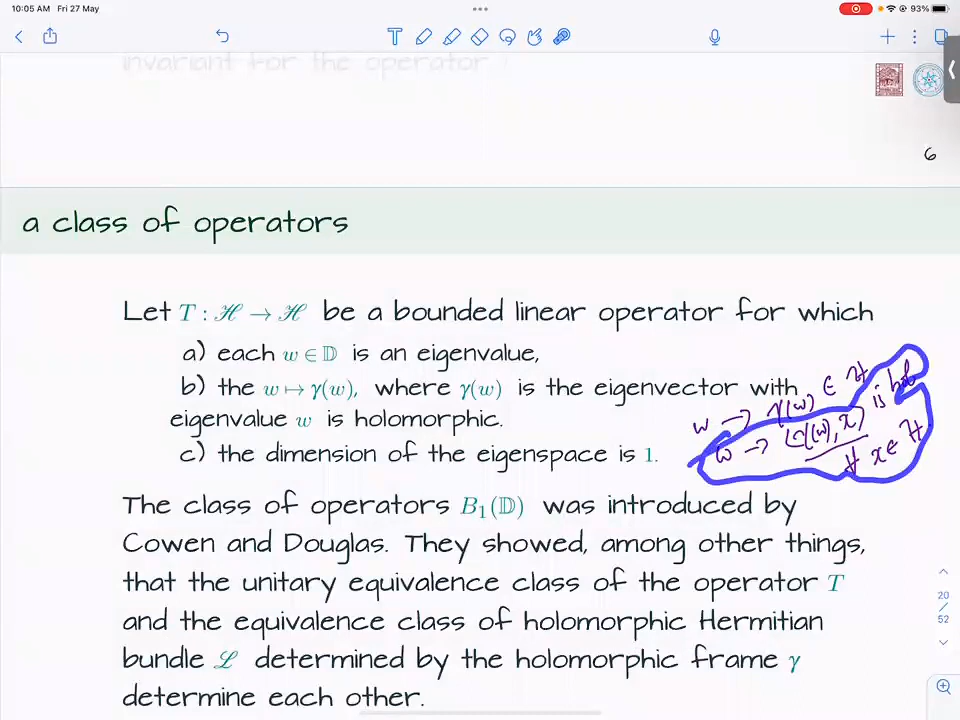 10:05 AM Fri 27 May
93%
invariant for the operator
6
a class of operators
Let T : ℋ → ℋ be a bounded linear operator for which
a) each w ∈ 𝔻 is an eigenvalue,
b) the w ↦ γ(w), where γ(w) is the eigenvector with
eigenvalue w is holomorphic.
c) the dimension of the eigenspace is 1.
w → γ(w) ∈ ℋ
w → ⟨γ(w), x⟩ is hol
∀ x ∈ ℋ
The class of operators B₁(𝔻) was introduced by
Cowen and Douglas. They showed, among other things,
that the unitary equivalence class of the operator T
and the equivalence class of holomorphic Hermitian
bundle ℒ determined by the holomorphic frame γ
determine each other.
20
/
52